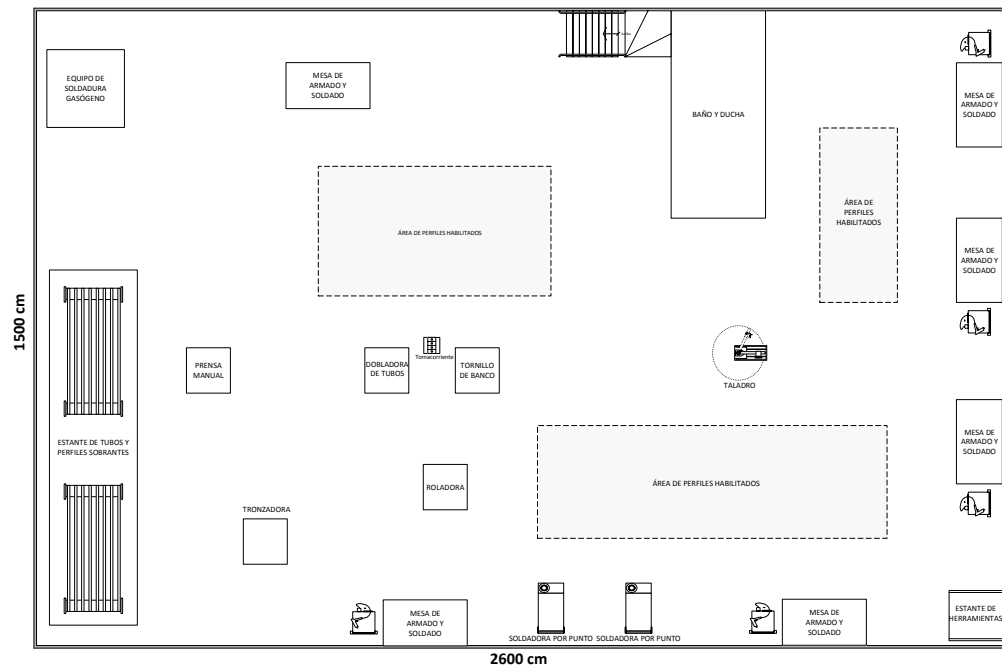 EQUIPO DE
SOLDADURA
GASÓGENO
MESA DE
ARMADO Y
SOLDADO
BAÑO Y DUCHA
MESA DE
ARMADO Y
SOLDADO
ÁREA DE
PERFILES
HABILITADOS
ÁREA DE PERFILES HABILITADOS
MESA DE
ARMADO Y
SOLDADO
1500 cm
Tomacorriente
PRENSA
MANUAL
DOBLADORA
DE TUBOS
TORNILLO
DE BANCO
TALADRO
ESTANTE DE TUBOS Y
PERFILES SOBRANTES
MESA DE
ARMADO Y
SOLDADO
ROLADORA
ÁREA DE PERFILES HABILITADOS
TRONZADORA
MESA DE
ARMADO Y
SOLDADO
SOLDADORA POR PUNTO
SOLDADORA POR PUNTO
MESA DE
ARMADO Y
SOLDADO
ESTANTE DE
HERRAMIENTAS
2600 cm